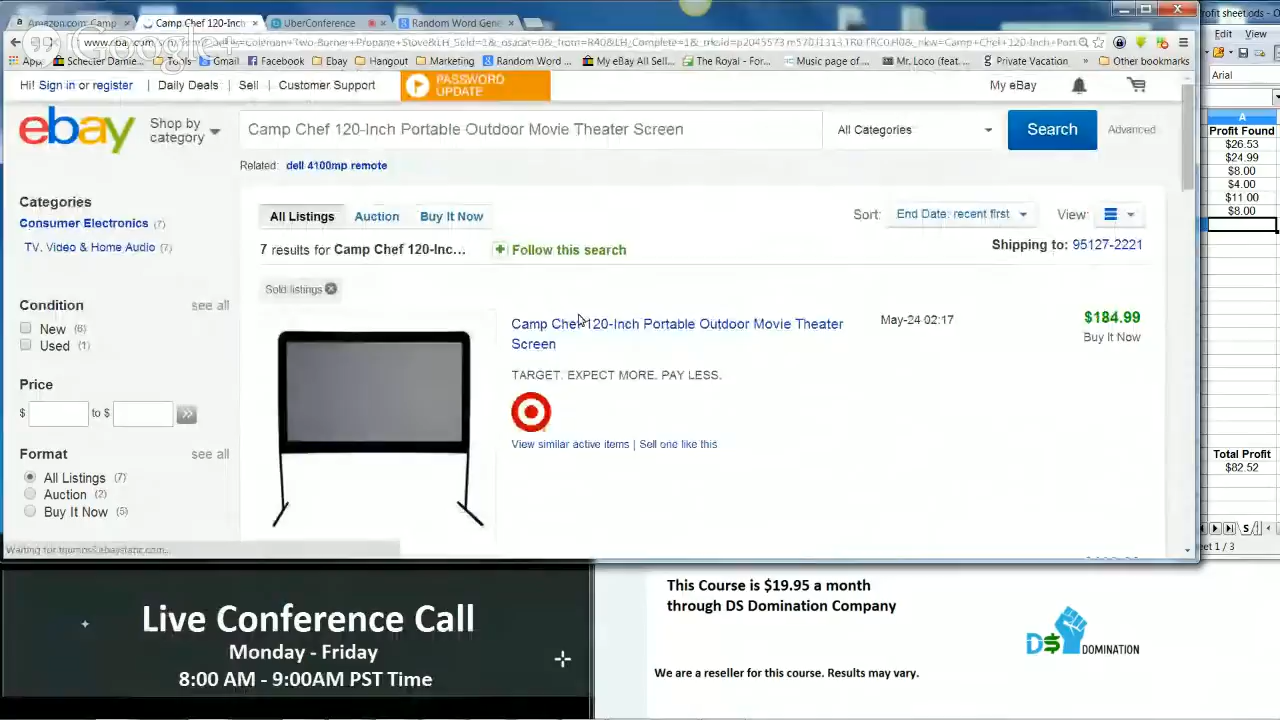 Amazon.com: Camp
Camp Chef 120-Inch
UberConference
Random Word Gene
rofit sheet.ods -
Google+
Edit View
Apps
Schecter Damie...
Toys
Gmail
Facebook
Ebay
Hangout
Marketing
Random Word ...
My eBay All Sell...
The Royal - For...
Music page of ...
Mr. Loco (feat. ...
Private Vacation
»
Other bookmarks
Arial
Hi! Sign in or register
Daily Deals
Sell
Customer Support
PASSWORD
UPDATE
My eBay
ebay
Shop by
category
Camp Chef 120-Inch Portable Outdoor Movie Theater Screen
All Categories
Search
Advanced
Related: dell 4100mp remote
A
Profit Found
$26.53
$24.99
$8.00
$4.00
$11.00
$8.00
Categories
Consumer Electronics (7)
TV, Video & Home Audio (7)
All Listings
Auction
Buy It Now
Sort: End Date: recent first
View:
7 results for Camp Chef 120-Inc...
Follow this search
Shipping to: 95127-2221
Sold listings
Condition
see all
New (6)
Used (1)
Price
$ to $ »
Format
see all
All Listings (7)
Auction (2)
Buy It Now (5)
Camp Chef 120-Inch Portable Outdoor Movie Theater
Screen
May-24 02:17
$184.99
Buy It Now
TARGET. EXPECT MORE. PAY LESS.
View similar active items | Sell one like this
Total Profit
$82.52
eet 1 / 3
Live Conference Call
Monday - Friday
8:00 AM - 9:00AM PST Time
This Course is $19.95 a month
through DS Domination Company
D$ DOMINATION
We are a reseller for this course. Results may vary.